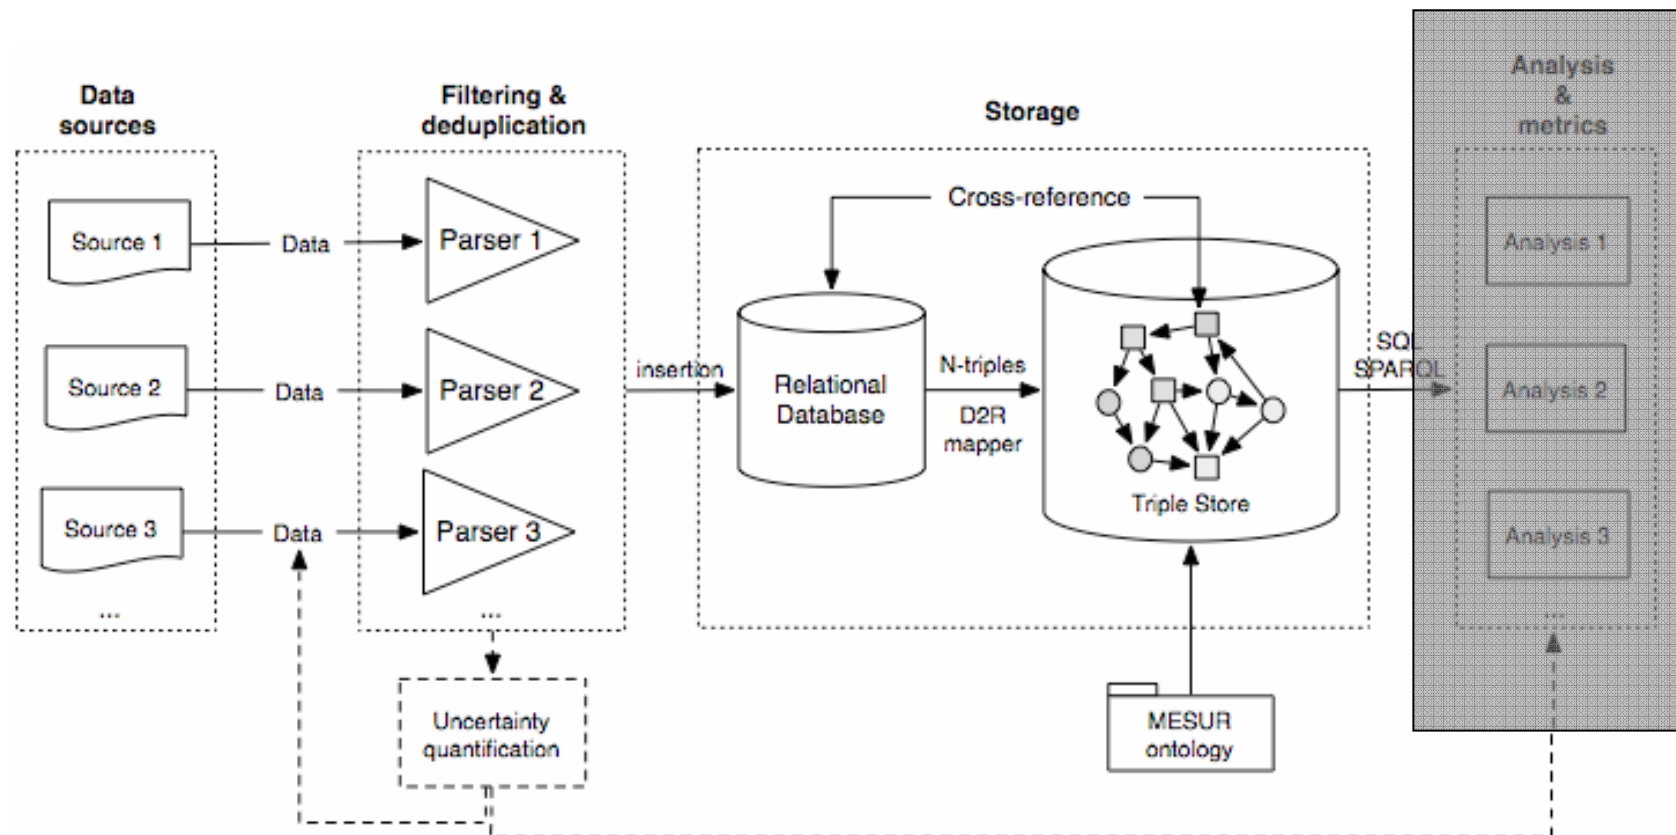 Data
sources
Filtering &
deduplication
Storage
Analysis
&
metrics
Source 1
Data
Parser 1
Cross-reference
Analysis 1
Source 2
Data
Parser 2
insertion
Relational
Database
N-triples
D2R
mapper
SQL
SPARQL
Analysis 2
Source 3
Data
Parser 3
Triple Store
Analysis 3
...
...
...
Uncertainty
quantification
MESUR
ontology